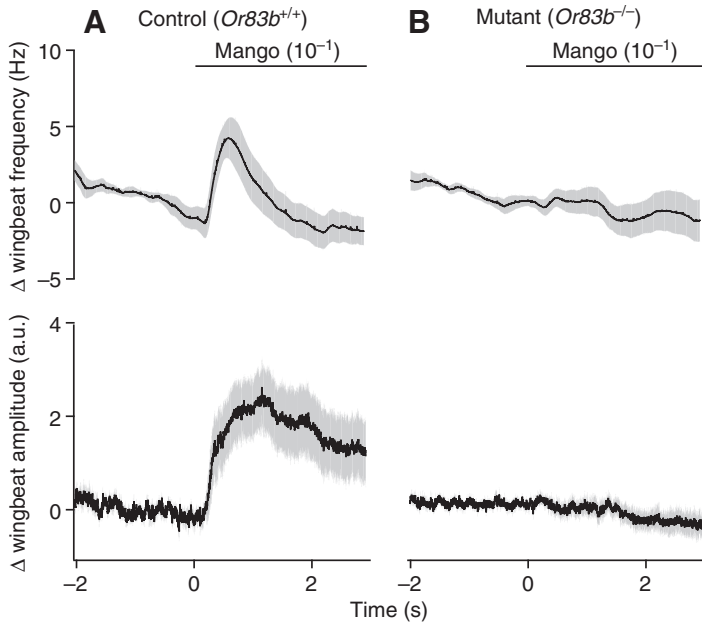 A Control (Or83b+/+)
Mango (10−1)
B Mutant (Or83b−/−)
Mango (10−1)
Δ wingbeat frequency (Hz)
10
5
0
−5
Δ wingbeat amplitude (a.u.)
4
2
0
−2 0 2
−2 0 2
Time (s)